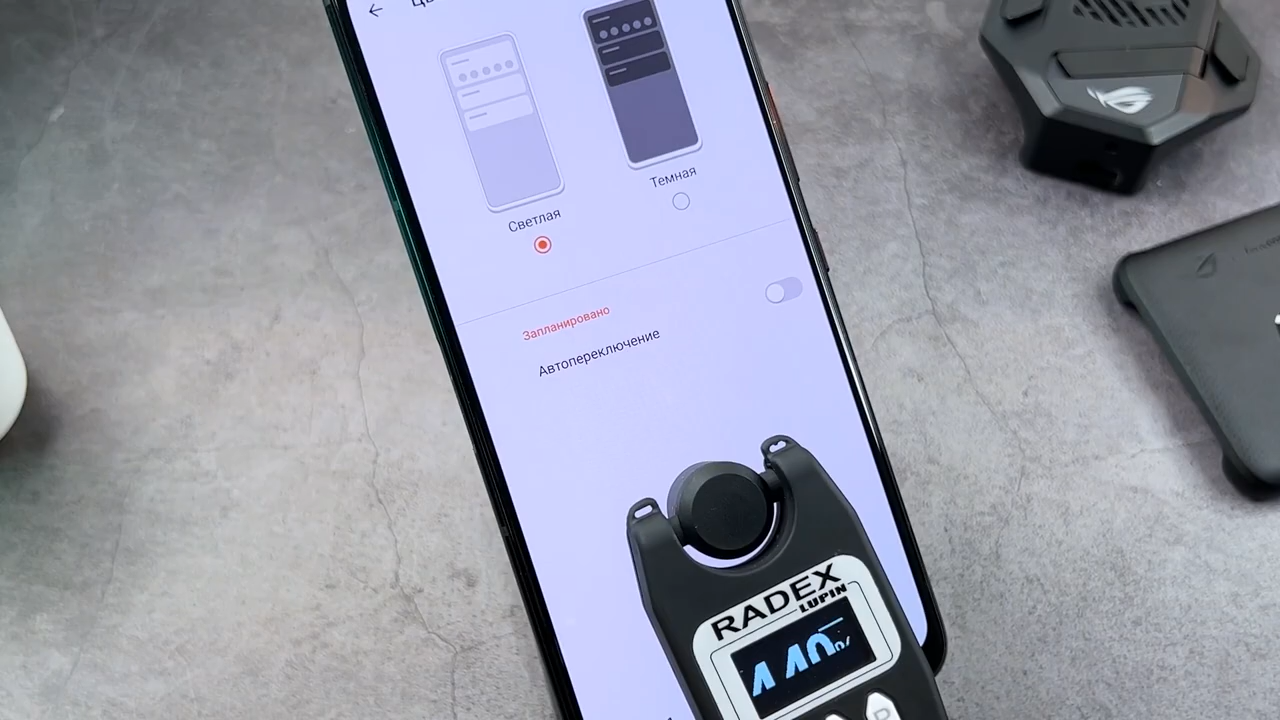 Светлая
Темная
Запланировано
Автопереключение
RADEX
LUPIN